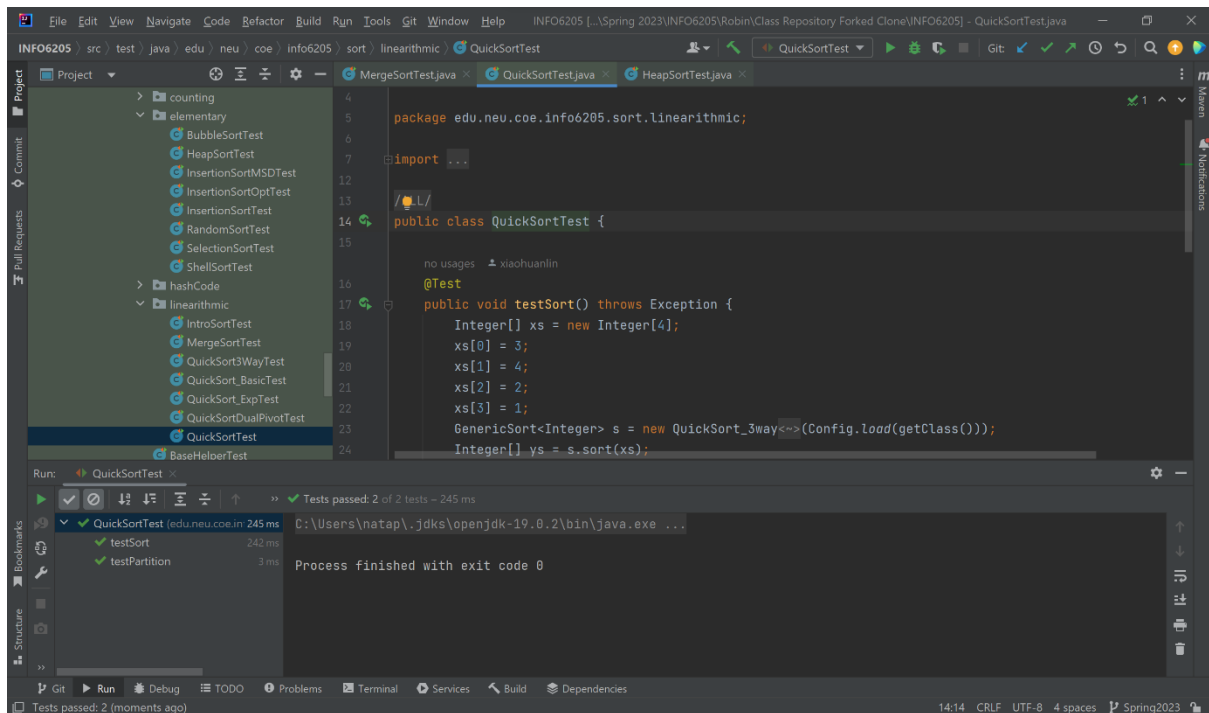 File Edit View Navigate Code Refactor Build Run Tools Git Window Help INFO6205 [...\Spring 2023\INFO6205\Robin\Class Repository Forked Clone\INFO6205] - QuickSortTest.java
INFO6205 src test java edu neu coe info6205 sort linearithmic QuickSortTest QuickSortTest Git:
Project
MergeSortTest.java QuickSortTest.java HeapSortTest.java
counting
elementary
BubbleSortTest
HeapSortTest
InsertionSortMSDTest
InsertionSortOptTest
InsertionSortTest
RandomSortTest
SelectionSortTest
ShellSortTest
hashCode
linearithmic
IntroSortTest
MergeSortTest
QuickSort3WayTest
QuickSort_BasicTest
QuickSort_ExpTest
QuickSortDualPivotTest
QuickSortTest
BaseHelperTest
4
5 package edu.neu.coe.info6205.sort.linearithmic;
6
7 import ...
12
13
14 public class QuickSortTest {
15
no usages xiaohuanlin
16 @Test
17 public void testSort() throws Exception {
18 Integer[] xs = new Integer[4];
19 xs[0] = 3;
20 xs[1] = 4;
21 xs[2] = 2;
22 xs[3] = 1;
23 GenericSort<Integer> s = new QuickSort_3way<~>(Config.load(getClass()));
24 Integer[] ys = s.sort(xs);
1
Project
Commit
Pull Requests
Bookmarks
Structure
m
Maven
Notifications
Run: QuickSortTest
Tests passed: 2 of 2 tests – 245 ms
QuickSortTest (edu.neu.coe.in 245 ms
testSort 242 ms
testPartition 3 ms
C:\Users\natap\.jdks\openjdk-19.0.2\bin\java.exe ...
Process finished with exit code 0
Git Run Debug TODO Problems Terminal Services Build Dependencies
Tests passed: 2 (moments ago) 14:14 CRLF UTF-8 4 spaces Spring2023